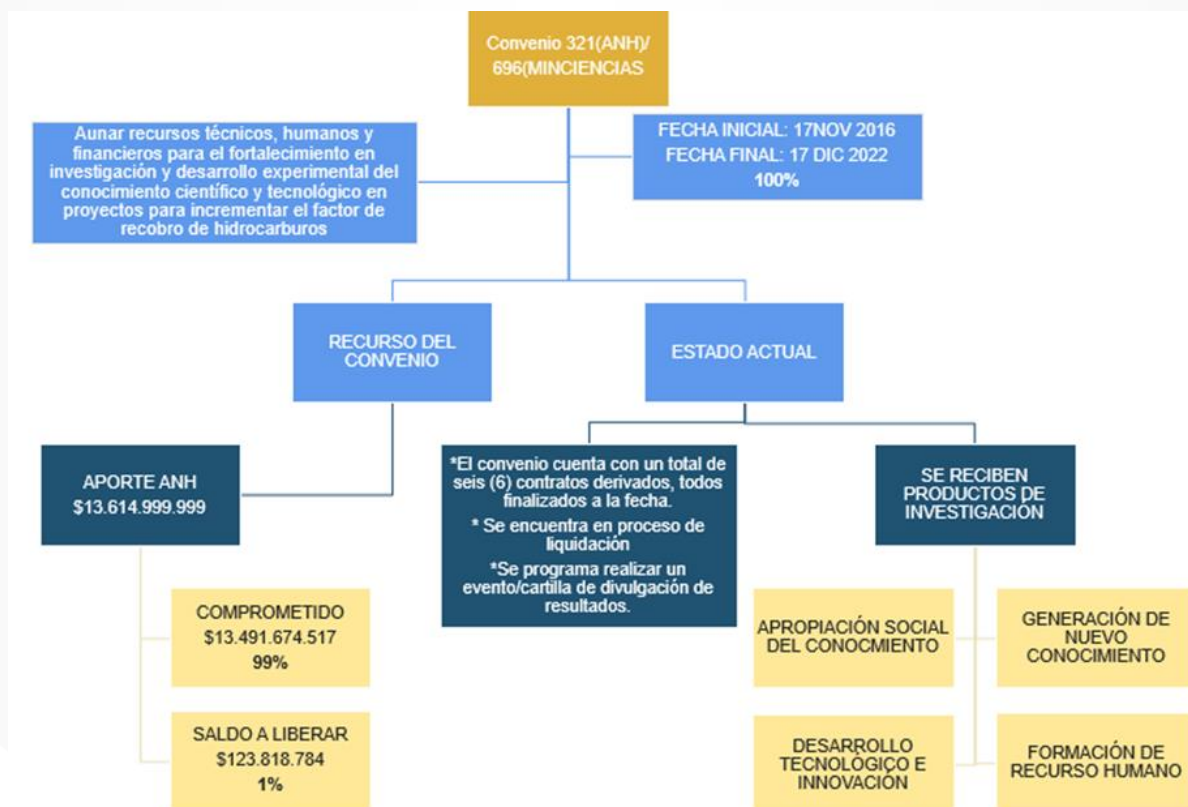 Convenio 321(ANH)/
696(MINCIENCIAS
Aunar recursos técnicos, humanos y
financieros para el fortalecimiento en
investigación y desarrollo experimental del
conocimiento científico y tecnológico en
proyectos para incrementar el factor de
recobro de hidrocarburos
FECHA INICIAL: 17NOV 2016
FECHA FINAL: 17 DIC 2022
100%
RECURSO DEL
CONVENIO
ESTADO ACTUAL
APORTE ANH
$13.614.999.999
*El convenio cuenta con un total de
seis (6) contratos derivados, todos
finalizados a la fecha.
* Se encuentra en proceso de
liquidación
*Se programa realizar un
evento/cartilla de divulgación de
resultados.
SE RECIBEN
PRODUCTOS DE
INVESTIGACIÓN
COMPROMETIDO
$13.491.674.517
99%
APROPIACIÓN SOCIAL
DEL CONOCMIENTO
GENERACIÓN DE
NUEVO
CONOCIMIENTO
SALDO A LIBERAR
$123.818.784
1%
DESARROLLO
TECNOLÓGICO E
INNOVACIÓN
FORMACIÓN DE
RECURSO HUMANO